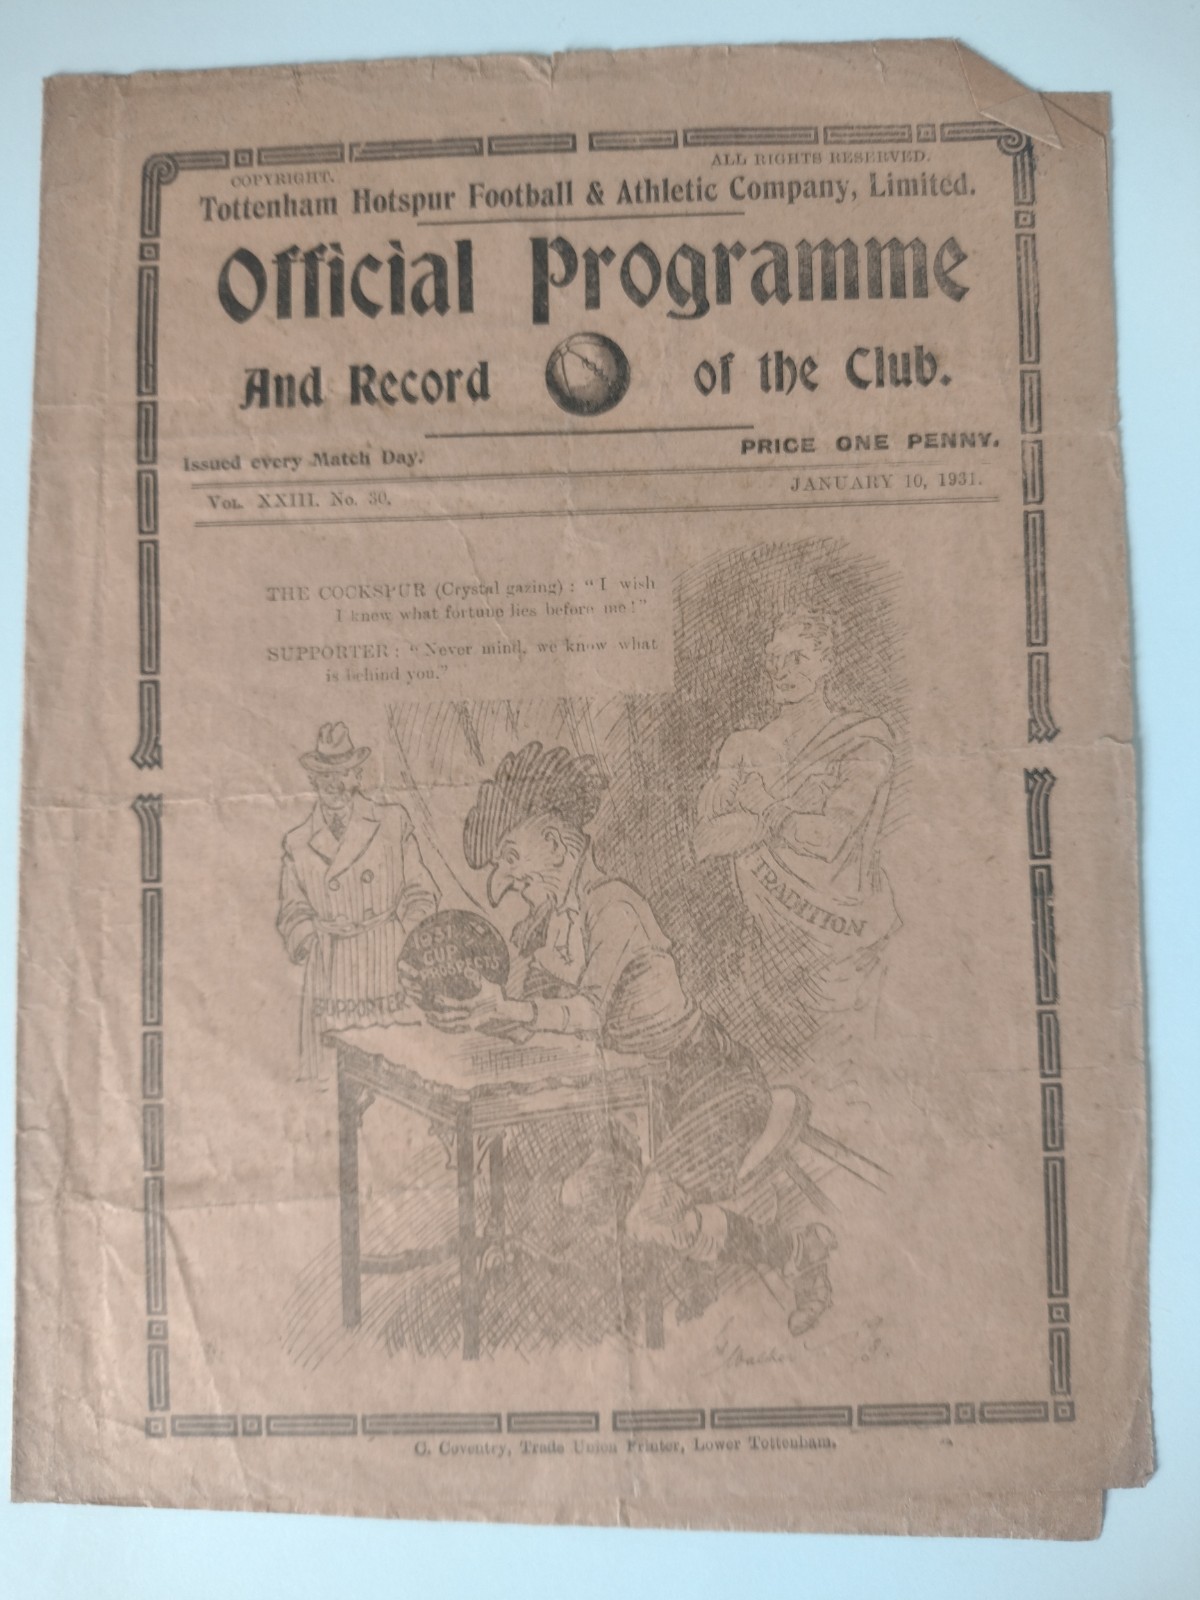 COPYRIGHT. ALL RIGHTS RESERVED.
Tottenham Hotspur Football & Athletic Company, Limited.
Official Programme
And Record of the Club.
Issued every Match Day. PRICE ONE PENNY.
VOL. XXIII. No. 30. JANUARY 10, 1931.
THE COCKSPUR (Crystal gazing) : "I wish
I knew what fortune lies before me!"
SUPPORTER : "Never mind, we know what
is behind you."
TRADITION
1931
CUP
PROSPECTS
SUPPORTER
C. Coventry, Trade Union Printer, Lower Tottenham.